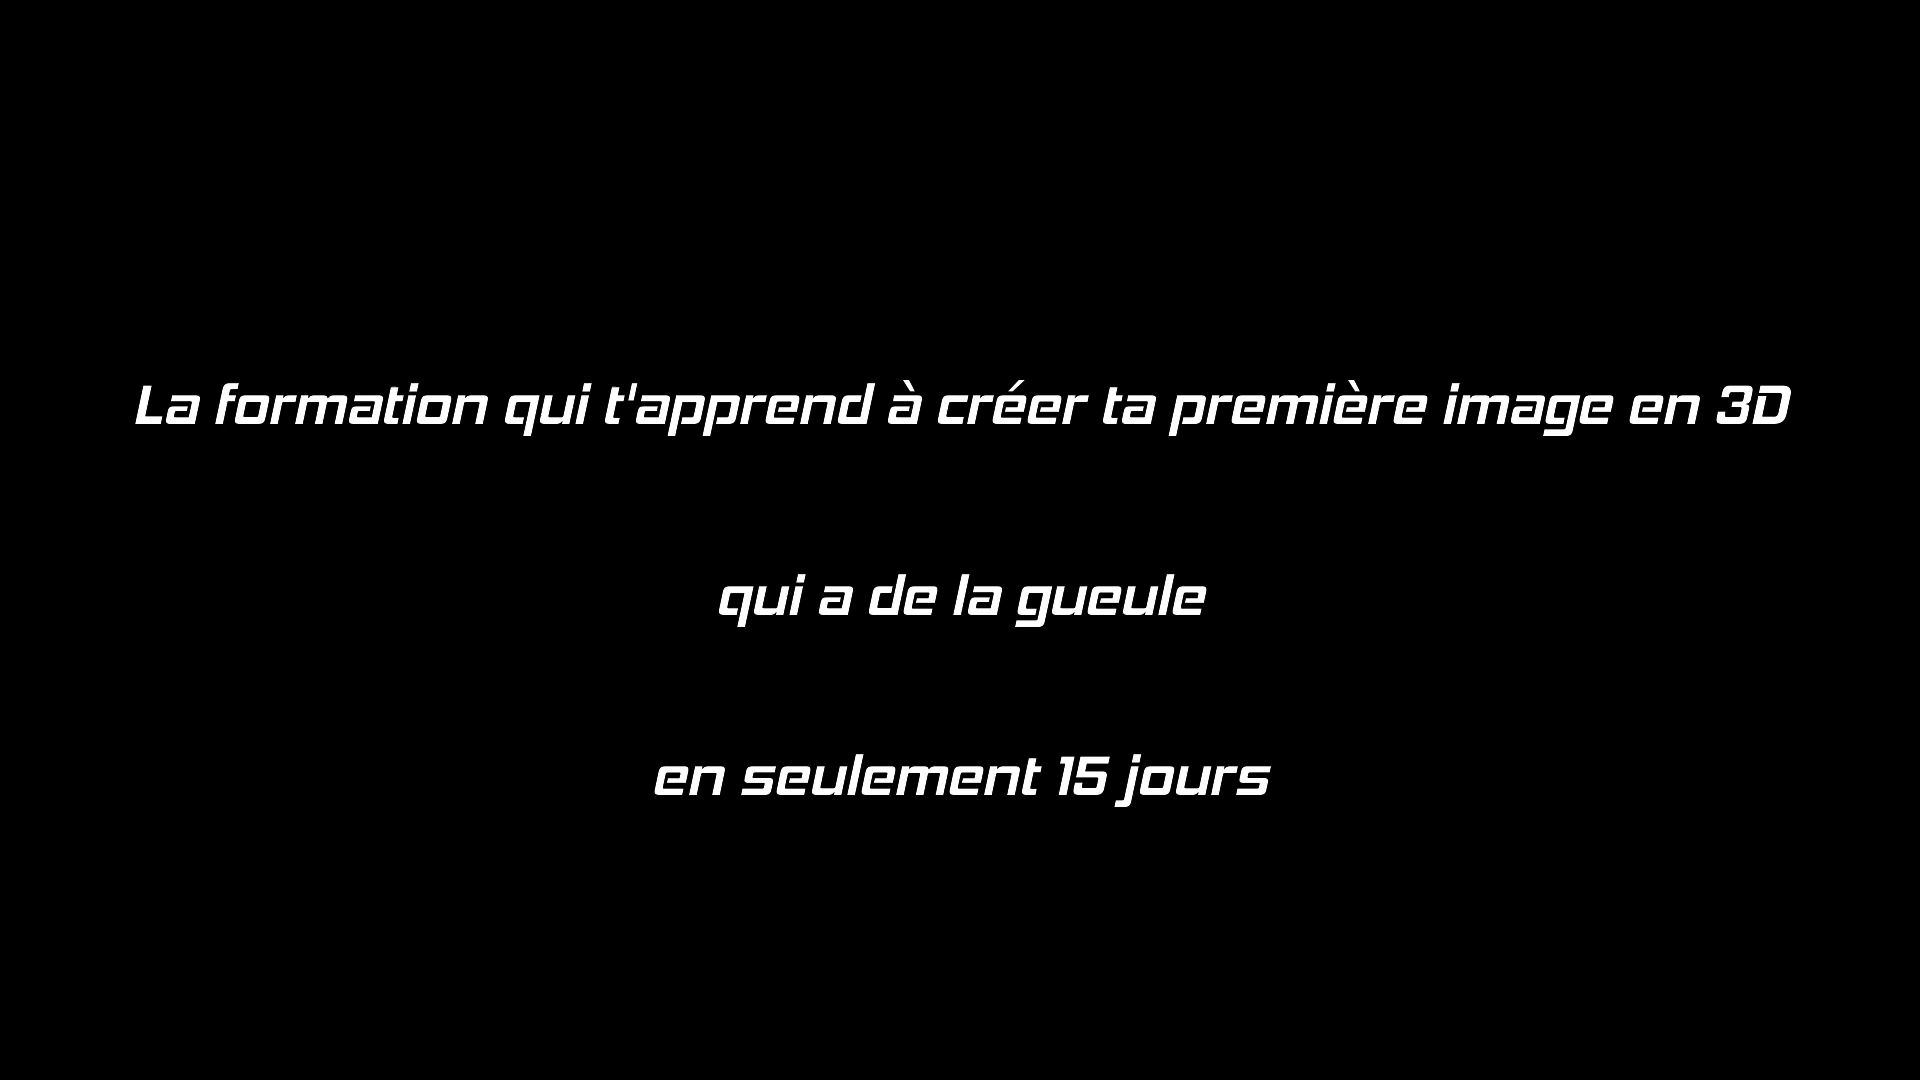 La formation qui t'apprend à créer ta première image en 3D
qui a de la gueule
en seulement 15 jours